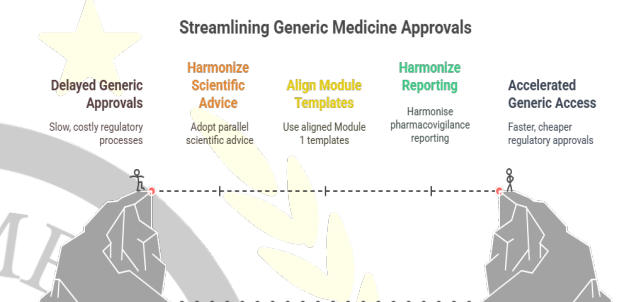 Streamlining Generic Medicine Approvals
Delayed Generic
Approvals
Slow, costly regulatory
processes
Harmonize
Scientific
Advice
Adopt parallel
scientific advice
Align Module
Templates
Use aligned Module
1 templates
Harmonize
Reporting
Harmonise
pharmacovigilance
reporting
Accelerated
Generic Access
Faster, cheaper
regulatory approvals